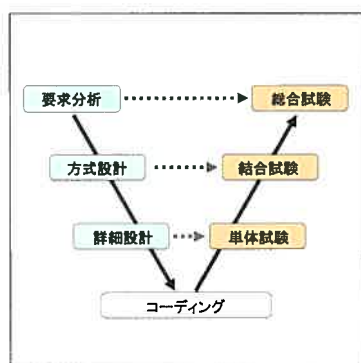 要求分析
総合試験
方式設計
結合試験
詳細設計
単体試験
コーディング